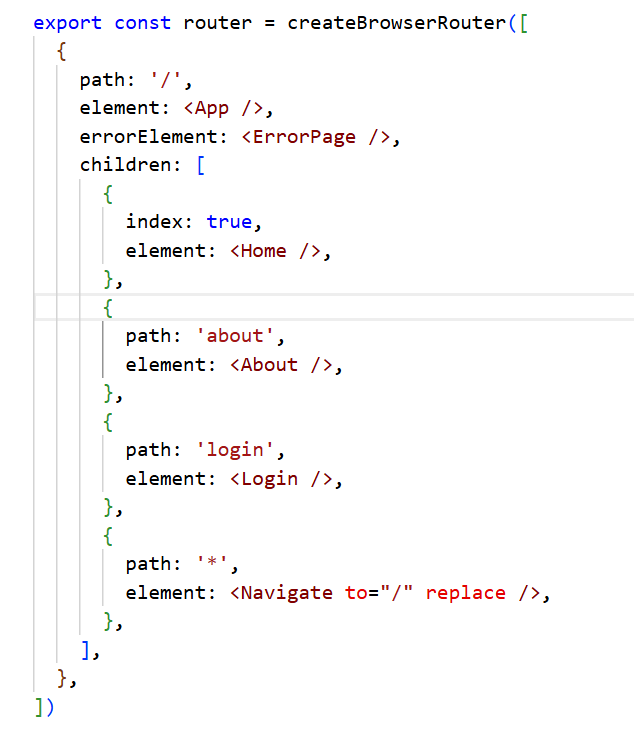 export const router = createBrowserRouter([
  {
    path: '/',
    element: <App />,
    errorElement: <ErrorPage />,
    children: [
      {
        index: true,
        element: <Home />,
      },
      {
        path: 'about',
        element: <About />,
      },
      {
        path: 'login',
        element: <Login />,
      },
      {
        path: '*',
        element: <Navigate to="/" replace />,
      },
    ],
  },
])